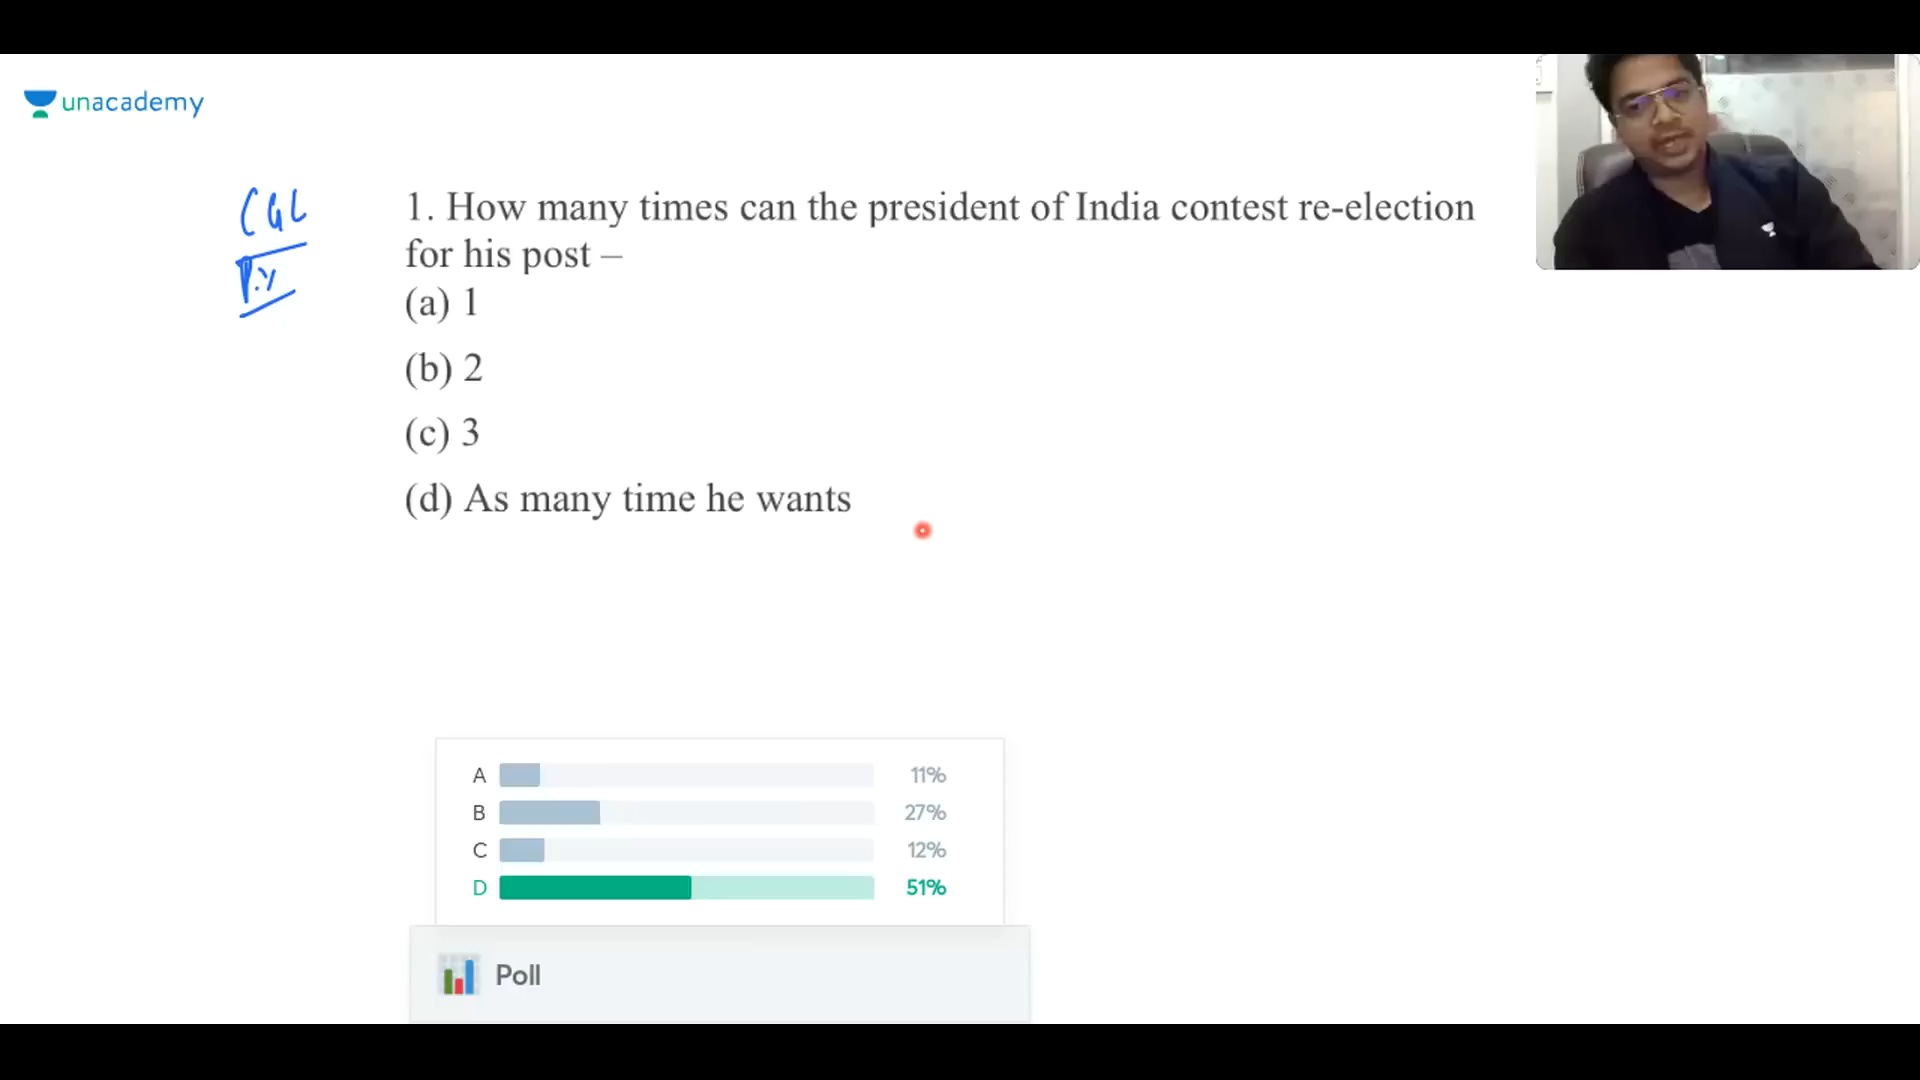 unacademy
CGL
P.Y
1. How many times can the president of India contest re-election
for his post –
(a) 1
(b) 2
(c) 3
(d) As many time he wants
A 11%
B 27%
C 12%
D 51%
Poll